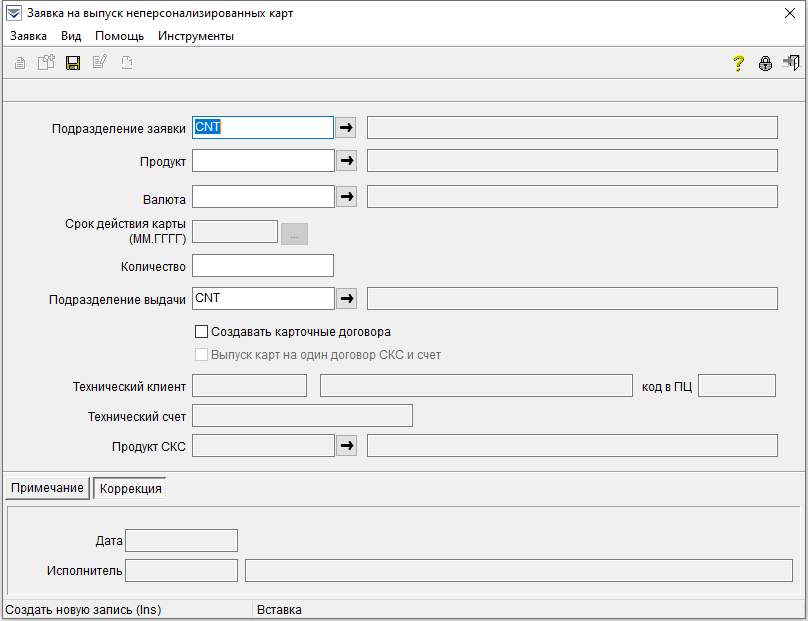 Заявка на выпуск неперсонализированных карт
Заявка Вид Помощь Инструменты
Подразделение заявки CNT
Продукт
Валюта
Срок действия карты
(ММ.ГГГГ) ...
Количество
Подразделение выдачи CNT
Создавать карточные договора
Выпуск карт на один договор СКС и счет
Технический клиент код в ПЦ
Технический счет
Продукт СКС
Примечание Коррекция
Дата
Исполнитель
Создать новую запись (Ins) Вставка